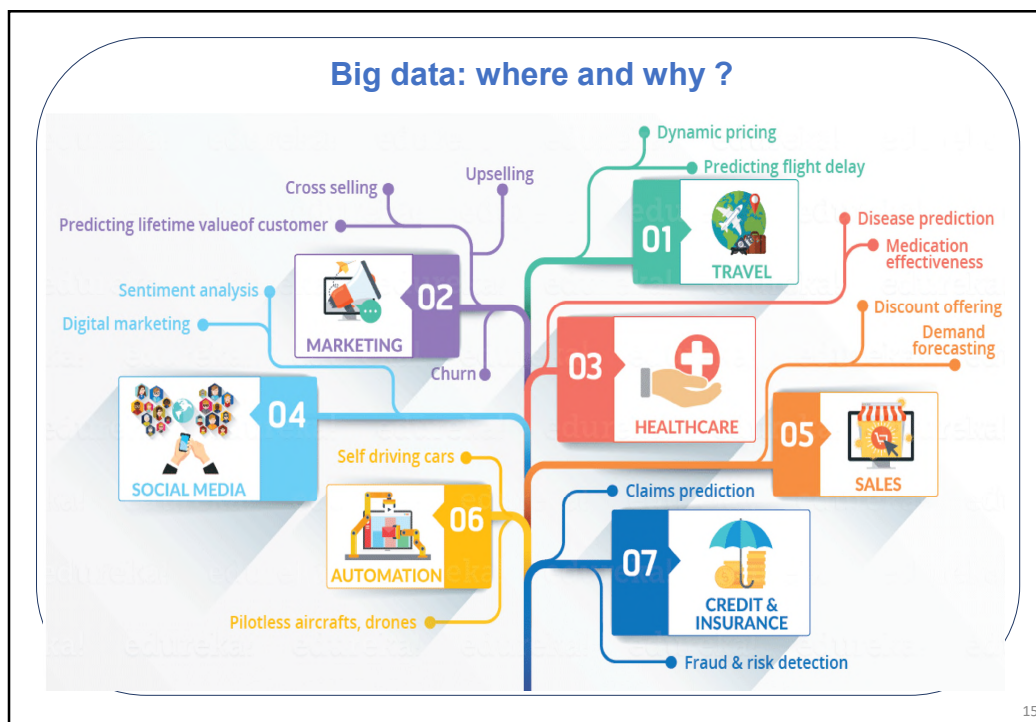 Big data: where and why ?
Dynamic pricing
Predicting flight delay
01
TRAVEL
Upselling
Cross selling
Predicting lifetime valueof customer
02
MARKETING
Churn
Disease prediction
Medication
effectiveness
03
HEALTHCARE
Sentiment analysis
Digital marketing
04
SOCIAL MEDIA
Discount offering
Demand
forecasting
05
SALES
Self driving cars
06
AUTOMATION
Pilotless aircrafts, drones
Claims prediction
07
CREDIT &
INSURANCE
Fraud & risk detection
edureka!
15